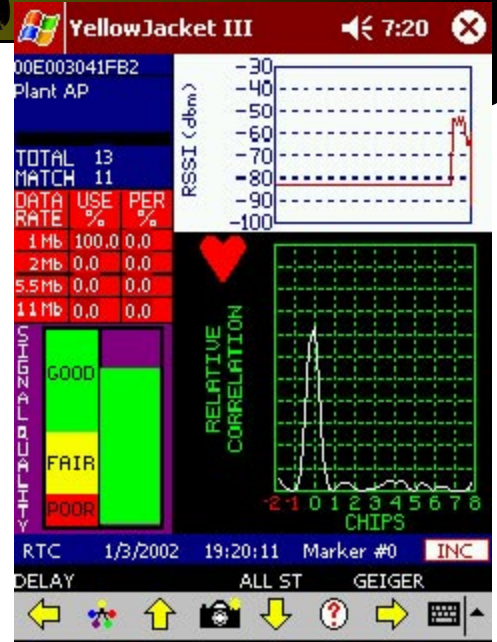 YellowJacket III 7:20
00E003041FB2
Plant AP
TOTAL 13
MATCH 11
DATA RATE USE % PER %
1 Mb 100.0 0.0
2Mb 0.0 0.0
5.5Mb 0.0 0.0
11Mb 0.0 0.0
SIGNAL QUALITY
GOOD
FAIR
POOR
RSSI (dbm)
-30
-40
-50
-60
-70
-80
-90
-100
RELATIVE CORRELATION
-2 -1 0 1 2 3 4 5 6 7 8
CHIPS
RTC 1/3/2002 19:20:11 Marker #0 INC
DELAY ALL ST GEIGER